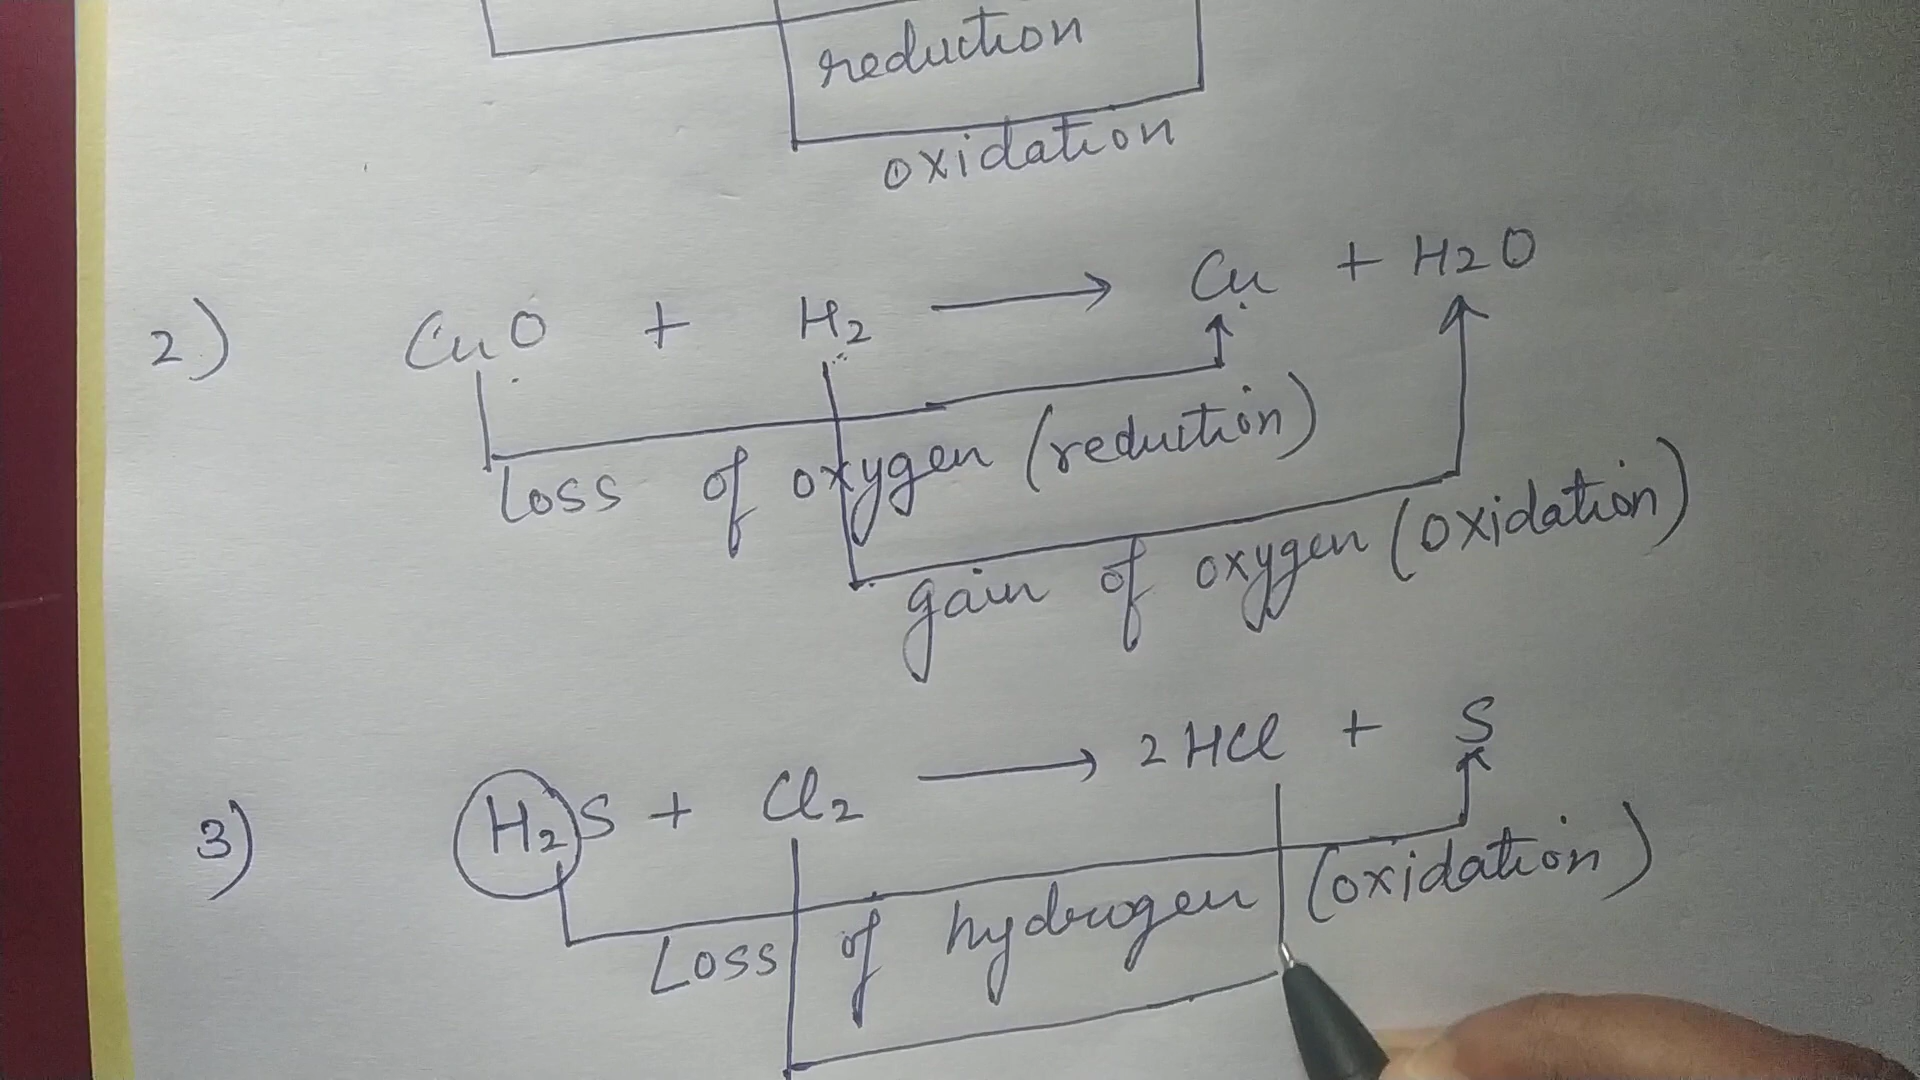 reduction
oxidation
2) CuO + H2 → Cu + H2O
Loss of oxygen (reduction)
gain of oxygen (oxidation)
3) H2S + Cl2 → 2HCl + S
Loss of hydrogen (oxidation)